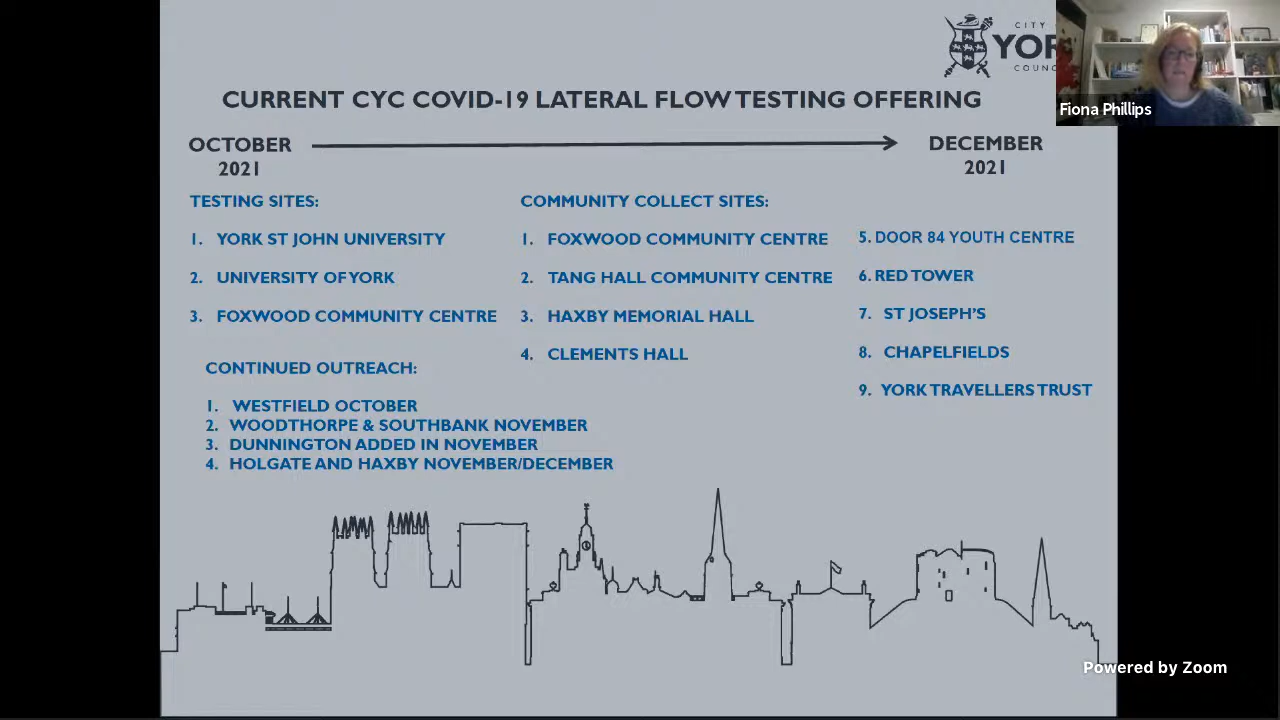 CITY
YOR
COUNC
Fiona Phillips
CURRENT CYC COVID-19 LATERAL FLOW TESTING OFFERING
OCTOBER
2021
DECEMBER
2021
TESTING SITES:
1. YORK ST JOHN UNIVERSITY
2. UNIVERSITY OF YORK
3. FOXWOOD COMMUNITY CENTRE
COMMUNITY COLLECT SITES:
1. FOXWOOD COMMUNITY CENTRE
2. TANG HALL COMMUNITY CENTRE
3. HAXBY MEMORIAL HALL
4. CLEMENTS HALL
5. DOOR 84 YOUTH CENTRE
6. RED TOWER
7. ST JOSEPH'S
8. CHAPELFIELDS
9. YORK TRAVELLERS TRUST
CONTINUED OUTREACH:
1. WESTFIELD OCTOBER
2. WOODTHORPE & SOUTHBANK NOVEMBER
3. DUNNINGTON ADDED IN NOVEMBER
4. HOLGATE AND HAXBY NOVEMBER/DECEMBER
Powered by Zoom